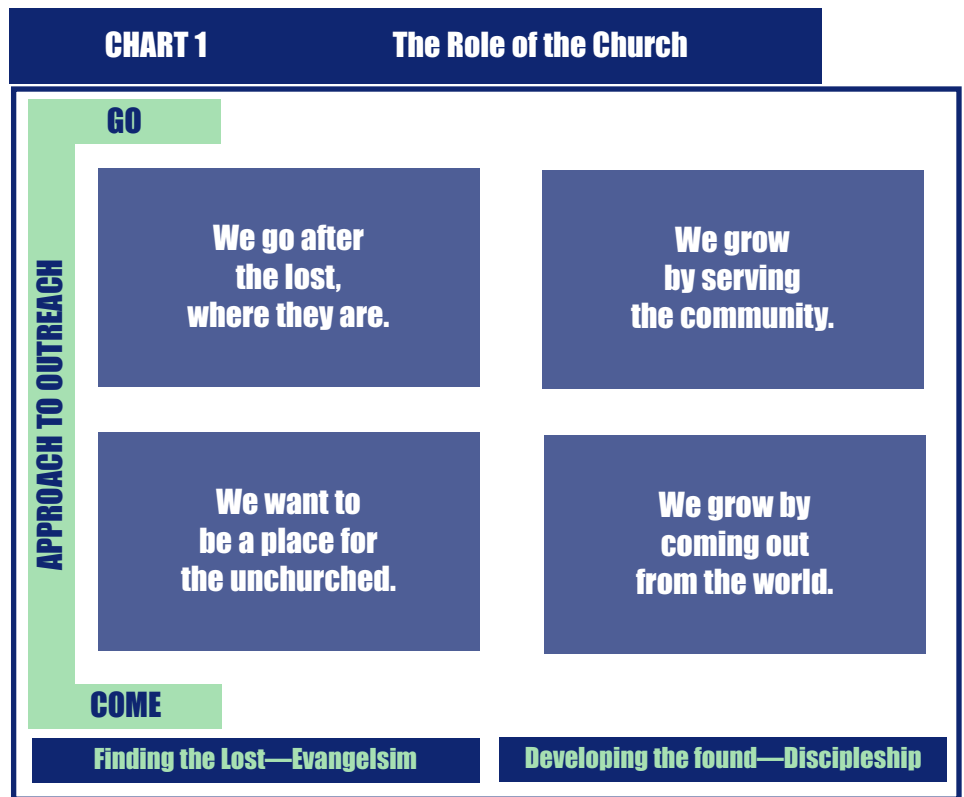 CHART 1 The Role of the Church
GO
APPROACH TO OUTREACH
We go after
the lost,
where they are.
We grow
by serving
the community.
We want to
be a place for
the unchurched.
We grow by
coming out
from the world.
COME
Finding the Lost—Evangelsim
Developing the found—Discipleship